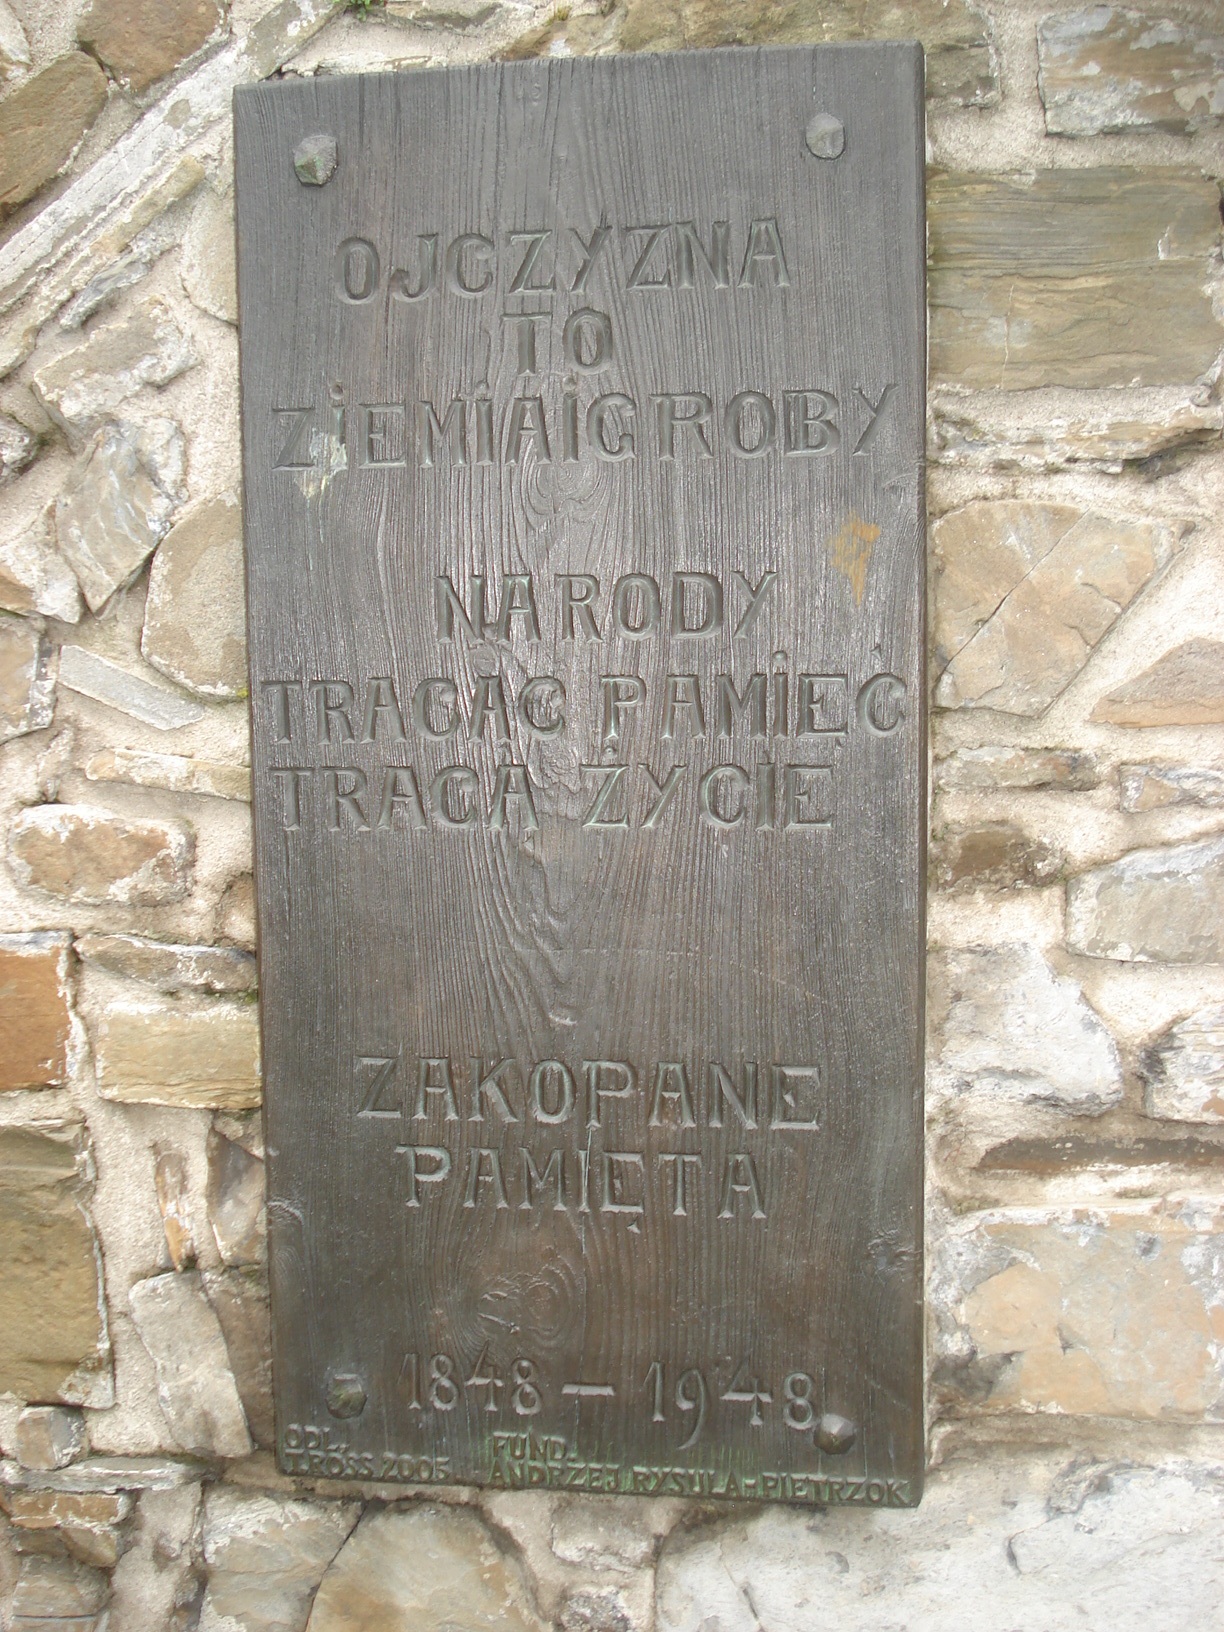 OJCZYZNA
TO
ZIEMIA I GROBY
NARODY
TRACĄC PAMIĘĆ
TRACĄ ŻYCIE
ZAKOPANE
PAMIĘTA
1848 – 1948
ODL. FUND.
T.ROSS.2005. ANDRZEJ RYSULA-PIETRZOK